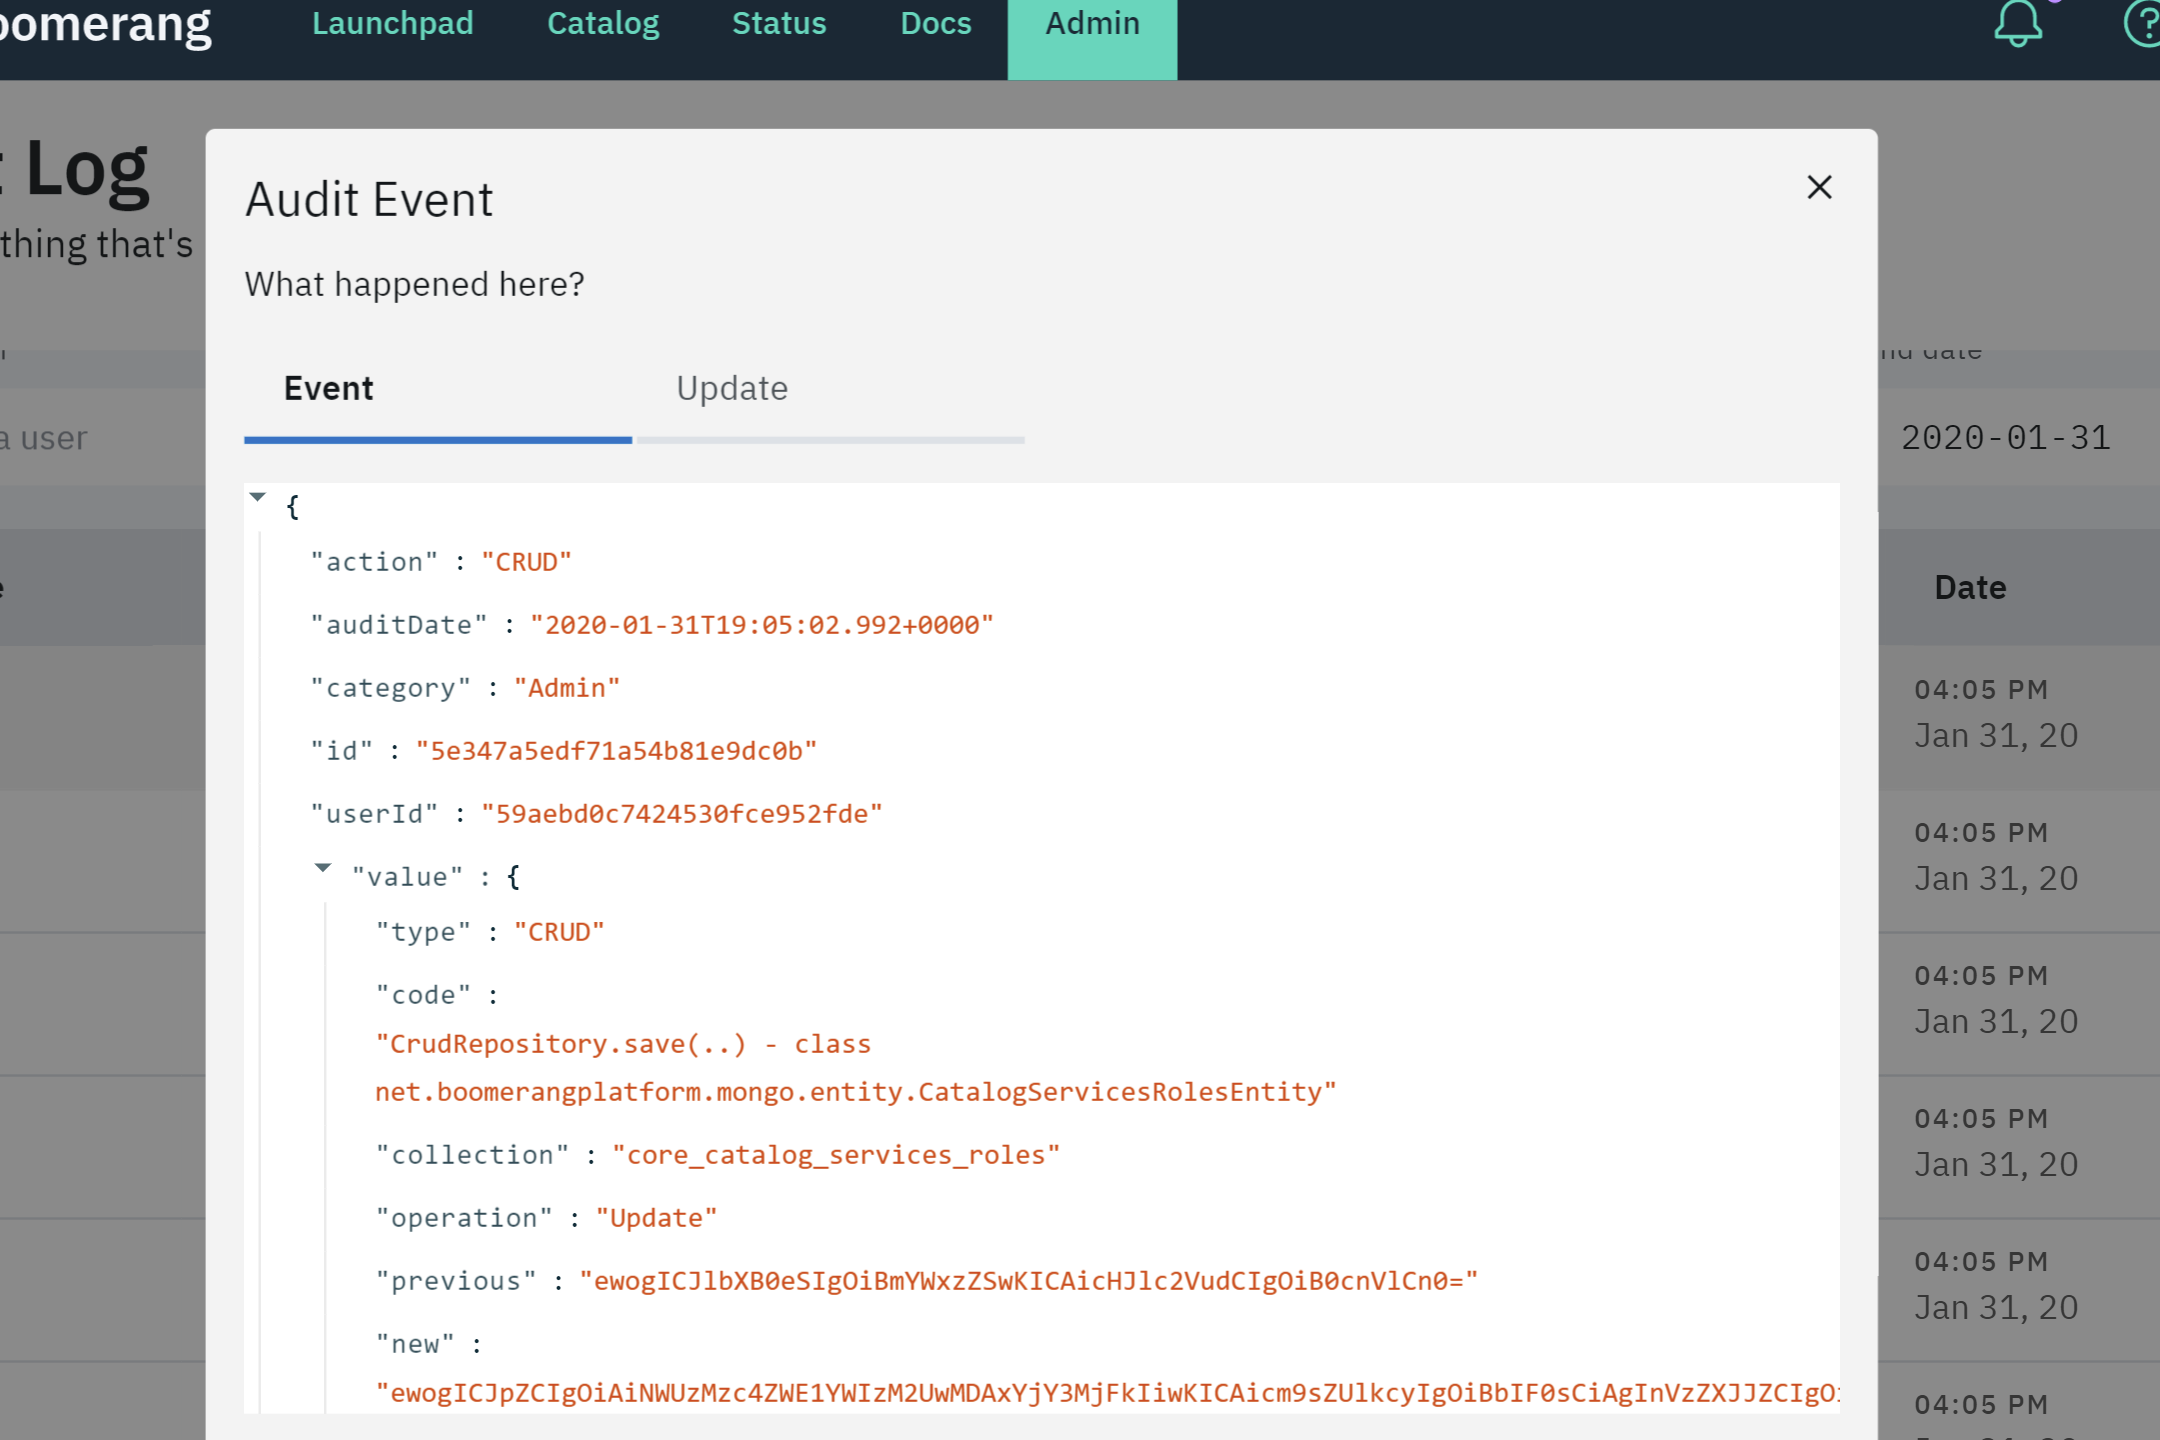 oomerang Launchpad Catalog Status Docs Admin
Log
thing that's
Audit Event
What happened here?
Event Update
a user
nd date
2020-01-31
Date
{
"action" : "CRUD"
"auditDate" : "2020-01-31T19:05:02.992+0000"
"category" : "Admin"
"id" : "5e347a5edf71a54b81e9dc0b"
"userId" : "59aebd0c7424530fce952fde"
"value" : {
"type" : "CRUD"
"code" :
"CrudRepository.save(..) - class
net.boomerangplatform.mongo.entity.CatalogServicesRolesEntity"
"collection" : "core_catalog_services_roles"
"operation" : "Update"
"previous" : "ewogICJlbXB0eSIgOiBmYWxzZSwKICAicHJlc2VudCIgOiB0cnVlCn0="
"new" :
"ewogICJpZCIgOiAiNWUzMzc4ZWE1YWIzM2UwMDAxYjY3MjFkIiwKICAicm9sZUlkcyIgOiBbIF0sCiAgInVzZXJJZCIgO
04:05 PM
Jan 31, 20
04:05 PM
Jan 31, 20
04:05 PM
Jan 31, 20
04:05 PM
Jan 31, 20
04:05 PM
Jan 31, 20
04:05 PM